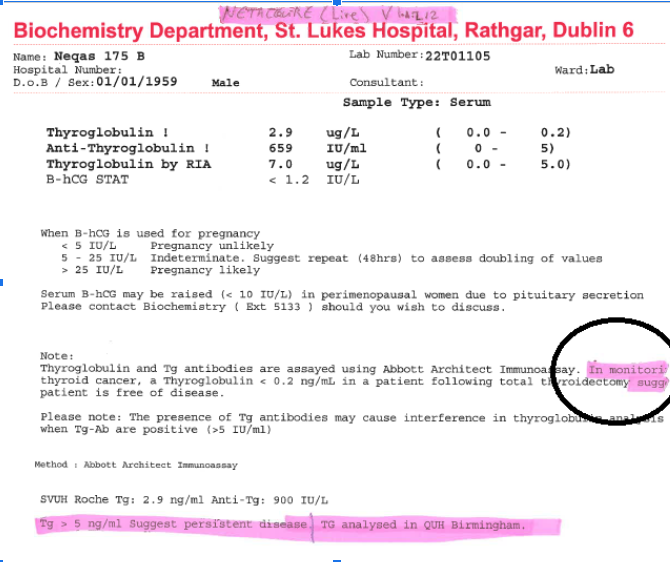 NETACQUIRE (Live) V
Biochemistry Department, St. Lukes Hospital, Rathgar, Dublin 6
Name: Neqas 175 B Lab Number: 22T01105
Hospital Number: Ward: Lab
D.o.B / Sex: 01/01/1959 Male Consultant:
Sample Type: Serum
Thyroglobulin ! 2.9 ug/L ( 0.0 - 0.2)
Anti-Thyroglobulin ! 659 IU/ml ( 0 - 5)
Thyroglobulin by RIA 7.0 ug/L ( 0.0 - 5.0)
B-hCG STAT < 1.2 IU/L
When B-hCG is used for pregnancy
< 5 IU/L Pregnancy unlikely
5 - 25 IU/L Indeterminate. Suggest repeat (48hrs) to assess doubling of values
> 25 IU/L Pregnancy likely
Serum B-hCG may be raised (< 10 IU/L) in perimenopausal women due to pituitary secretion
Please contact Biochemistry ( Ext 5133 ) should you wish to discuss.
Note:
Thyroglobulin and Tg antibodies are assayed using Abbott Architect Immunoassay. In monitori
thyroid cancer, a Thyroglobulin < 0.2 ng/mL in a patient following total thyroidectomy sugg
patient is free of disease.
Please note: The presence of Tg antibodies may cause interference in thyroglobulin analysis
when Tg-Ab are positive (>5 IU/ml)
Method : Abbott Architect Immunoassay
SVUH Roche Tg: 2.9 ng/ml Anti-Tg: 900 IU/L
Tg > 5 ng/ml Suggest persistent disease TG analysed in QUH Birmingham.